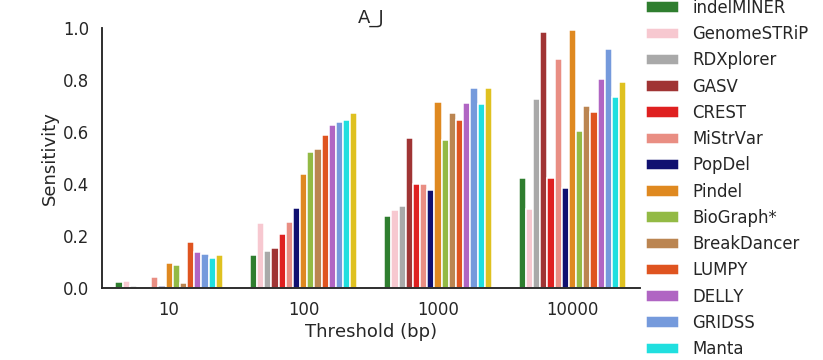 A_J
Sensitivity
1.0
0.8
0.6
0.4
0.2
0.0
10 100 1000 10000
Threshold (bp)
indelMINER
GenomeSTRiP
RDXplorer
GASV
CREST
MiStrVar
PopDel
Pindel
BioGraph*
BreakDancer
LUMPY
DELLY
GRIDSS
Manta